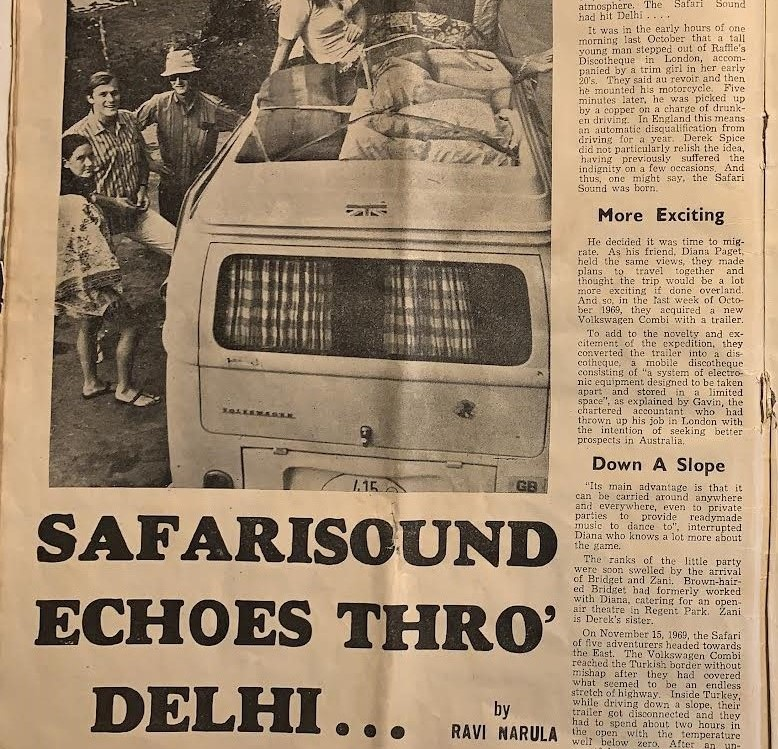 VOLKSWAGEN
415
GB
SAFARISOUND
ECHOES THRO'
DELHI...
by
RAVI NARULA
atmosphere. The Safari Sound
had hit Delhi . . . .
It was in the early hours of one
morning last October that a tall
young man stepped out of Raffle's
Discotheque in London, accom-
panied by a trim girl in her early
20's. They said au revoir and then
he mounted his motorcycle. Five
minutes later, he was picked up
by a copper on a charge of drunk-
en driving. In England this means
an automatic disqualification from
driving for a year. Derek Spice
did not particularly relish the idea,
having previously suffered the
indignity on a few occasions. And
thus, one might say, the Safari
Sound was born.
More Exciting
He decided it was time to mig-
rate. As his friend, Diana Paget,
held the same views, they made
plans to travel together and
thought the trip would be a lot
more exciting if done overland.
And so, in the last week of Octo-
ber 1969, they acquired a new
Volkswagen Combi with a trailer.
To add to the novelty and ex-
citement of the expedition, they
converted the trailer into a dis-
cotheque, a mobile discotheque
consisting of "a system of electro-
nic equipment designed to be taken
apart and stored in a limited
space", as explained by Gavin, the
chartered accountant who had
thrown up his job in London with
the intention of seeking better
prospects in Australia.
Down A Slope
"Its main advantage is that it
can be carried around anywhere
and everywhere, even to private
parties to provide readymade
music to dance to", interrupted
Diana who knows a lot more about
the game.
The ranks of the little party
were soon swelled by the arrival
of Bridget and Zani. Brown-hair-
ed Bridget had formerly worked
with Diana, catering for an open-
air theatre in Regent Park. Zani
is Derek's sister.
On November 15, 1969, the Safari
of five adventurers headed towards
the East. The Volkswagen Combi
reached the Turkish border without
mishap after they had covered
what seemed to be an endless
stretch of highway. Inside Turkey,
while driving down a slope, their
trailer got disconnected and they
had to spend about two hours in
the open with the temperature
well below zero. After an un-